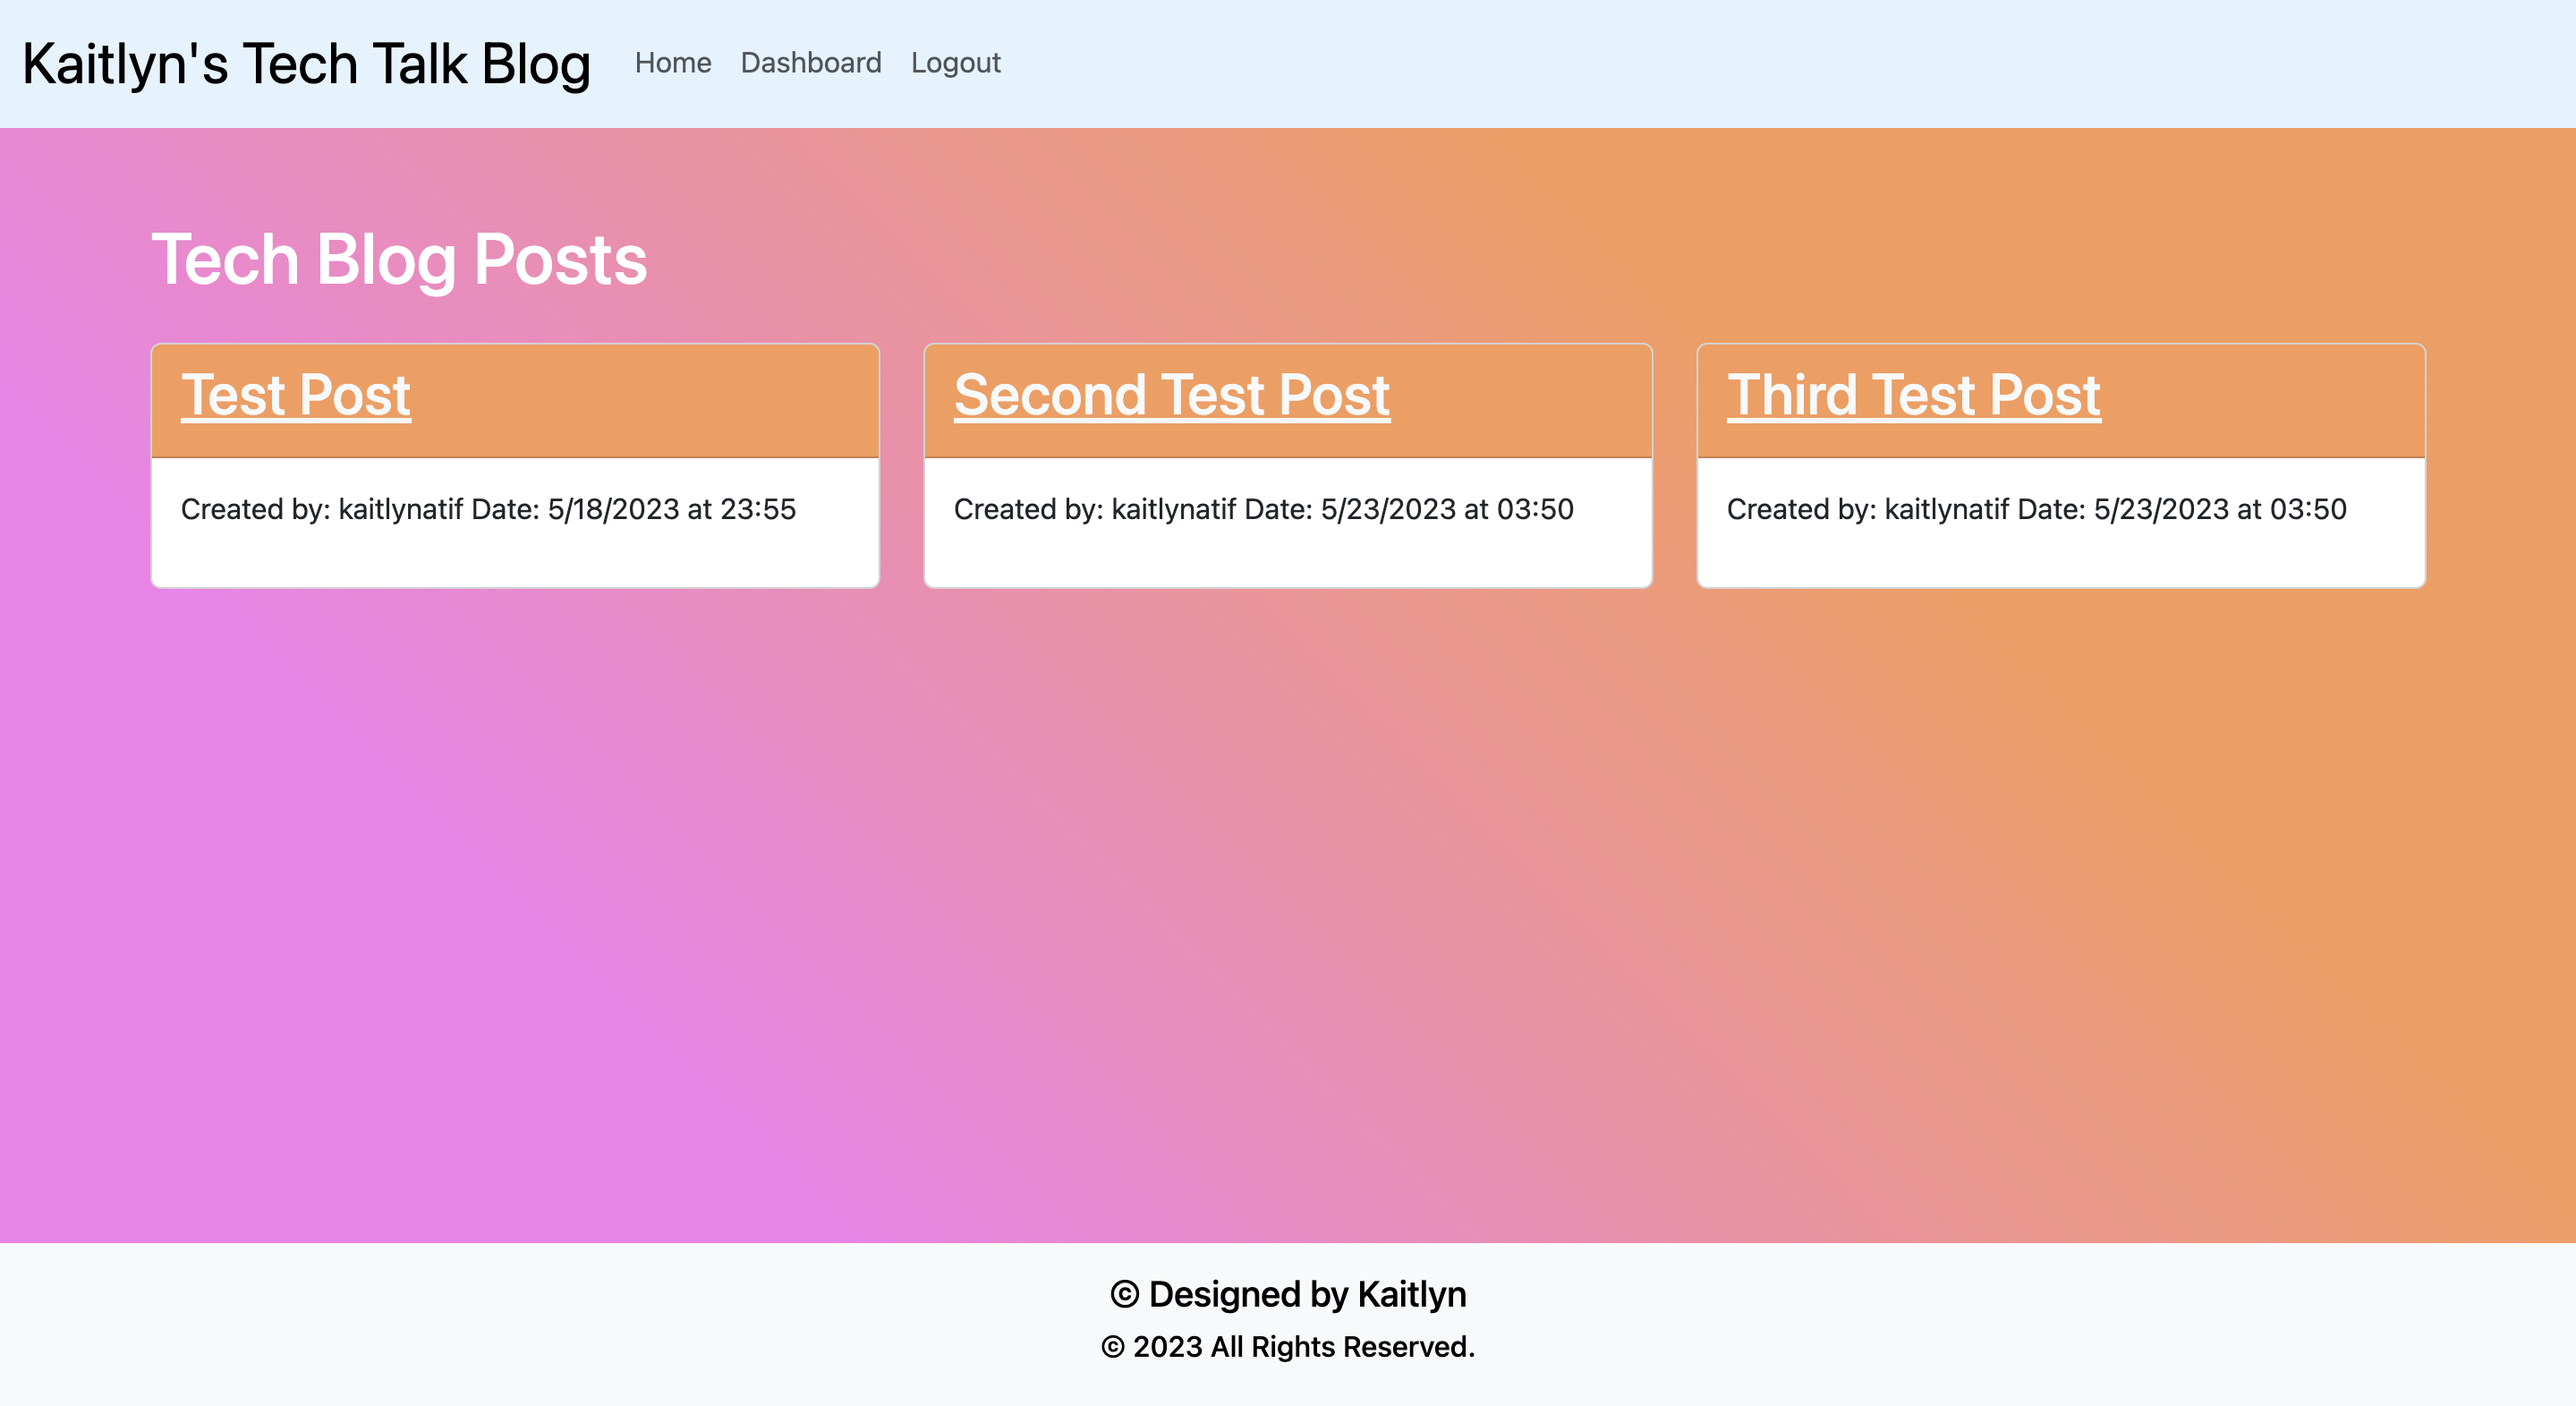 Kaitlyn's Tech Talk Blog Home Dashboard Logout
Tech Blog Posts
Test Post
Created by: kaitlynatif Date: 5/18/2023 at 23:55
Second Test Post
Created by: kaitlynatif Date: 5/23/2023 at 03:50
Third Test Post
Created by: kaitlynatif Date: 5/23/2023 at 03:50
© Designed by Kaitlyn
© 2023 All Rights Reserved.